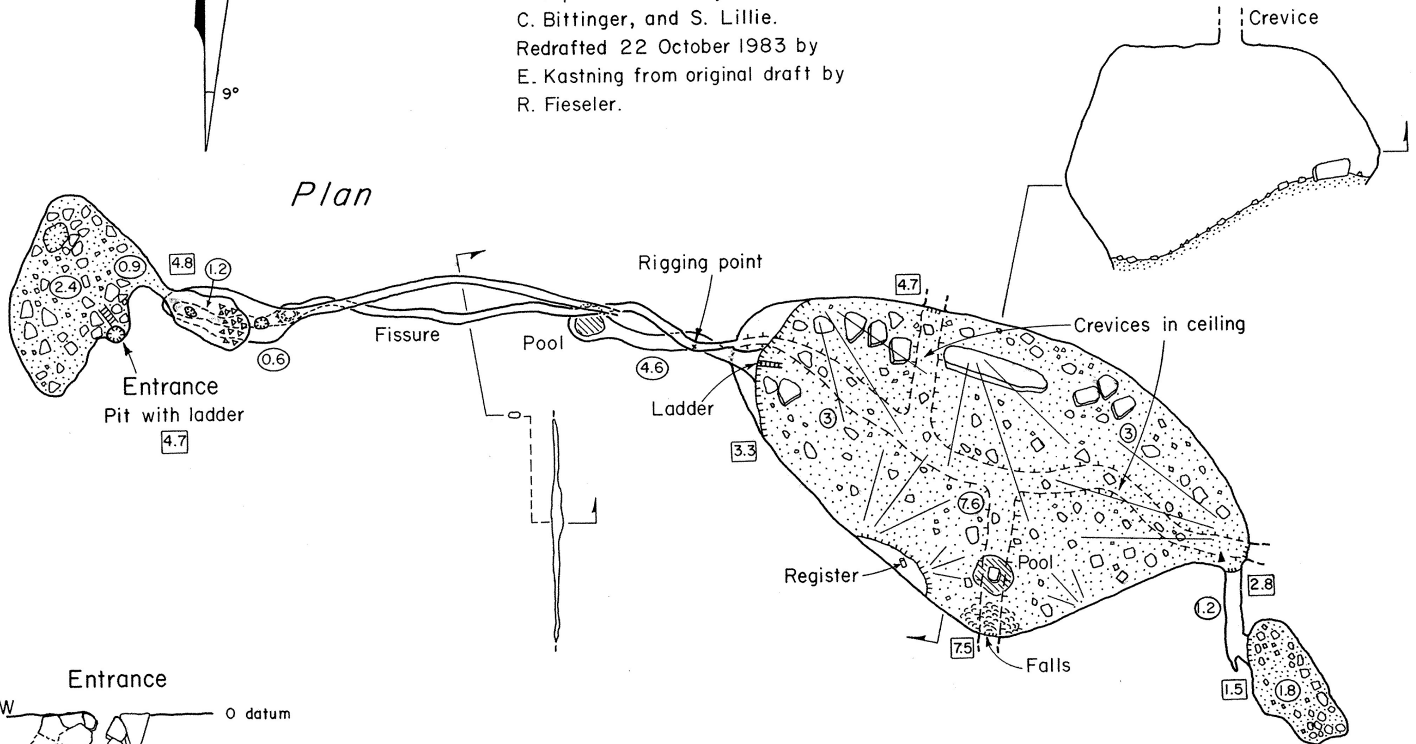 C. Bittinger, and S. Lillie.
Redrafted 22 October 1983 by
E. Kastning from original draft by
R. Fieseler.
Crevice
9°
Plan
Rigging point
4.7
Crevices in ceiling
0.9
4.8
1.2
2.4
Fissure
Pool
0.6
4.6
Entrance
Pit with ladder
4.7
Ladder
3
3
3.3
7.6
Pool
Register
2.8
1.2
7.5
Falls
1.5
1.8
Entrance
W
0 datum